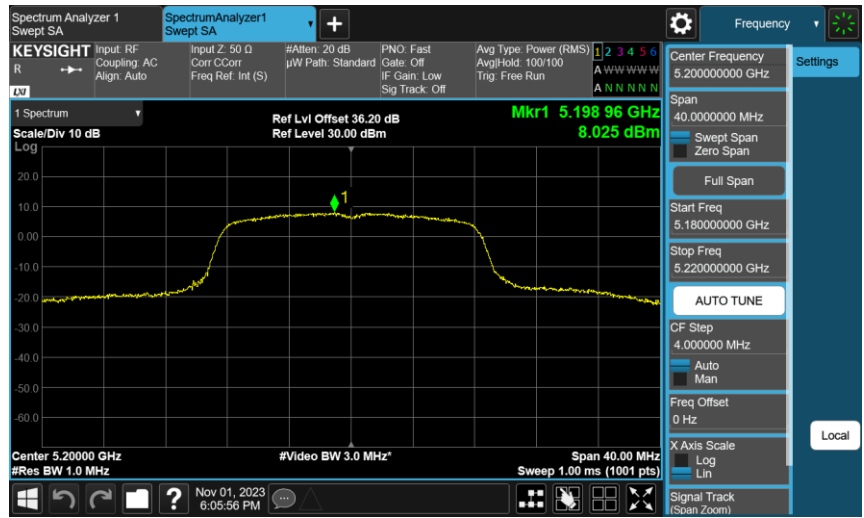 Spectrum Analyzer 1
Swept SA
SpectrumAnalyzer1
Swept SA
Frequency
KEYSIGHT
R
LXI
Input: RF
Coupling: AC
Align: Auto
Input Z: 50 Ω
Corr CCorr
Freq Ref: Int (S)
#Atten: 20 dB
µW Path: Standard
PNO: Fast
Gate: Off
IF Gain: Low
Sig Track: Off
Avg Type: Power (RMS)
Avg|Hold: 100/100
Trig: Free Run
1 2 3 4 5 6
A W W W W W
A N N N N N
1 Spectrum
Scale/Div 10 dB
Log
Ref Lvl Offset 36.20 dB
Ref Level 30.00 dBm
Mkr1 5.198 96 GHz
8.025 dBm
1
20.0
10.0
0.00
-10.0
-20.0
-30.0
-40.0
-50.0
-60.0
Center 5.20000 GHz
#Res BW 1.0 MHz
#Video BW 3.0 MHz*
Span 40.00 MHz
Sweep 1.00 ms (1001 pts)
?
Nov 01, 2023
6:05:56 PM
Center Frequency
5.200000000 GHz
Span
40.0000000 MHz
Swept Span
Zero Span
Full Span
Start Freq
5.180000000 GHz
Stop Freq
5.220000000 GHz
AUTO TUNE
CF Step
4.000000 MHz
Auto
Man
Freq Offset
0 Hz
X Axis Scale
Log
Lin
Signal Track
(Span Zoom)
Settings
Local